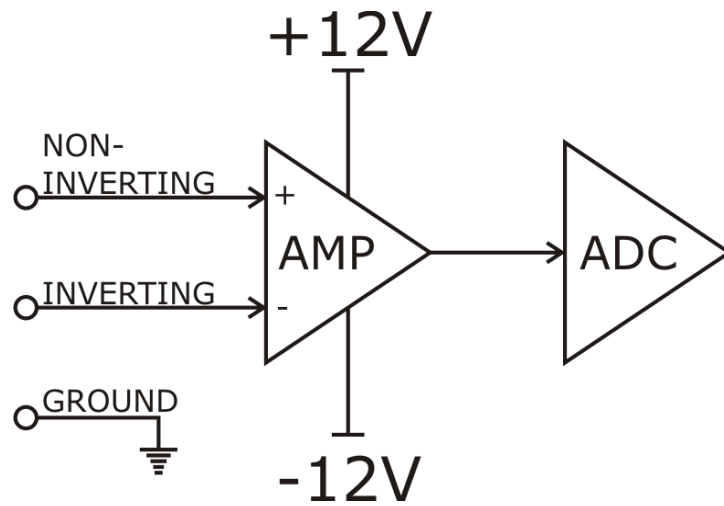 +12V
NON-
INVERTING
+
AMP
ADC
INVERTING
-
GROUND
-12V